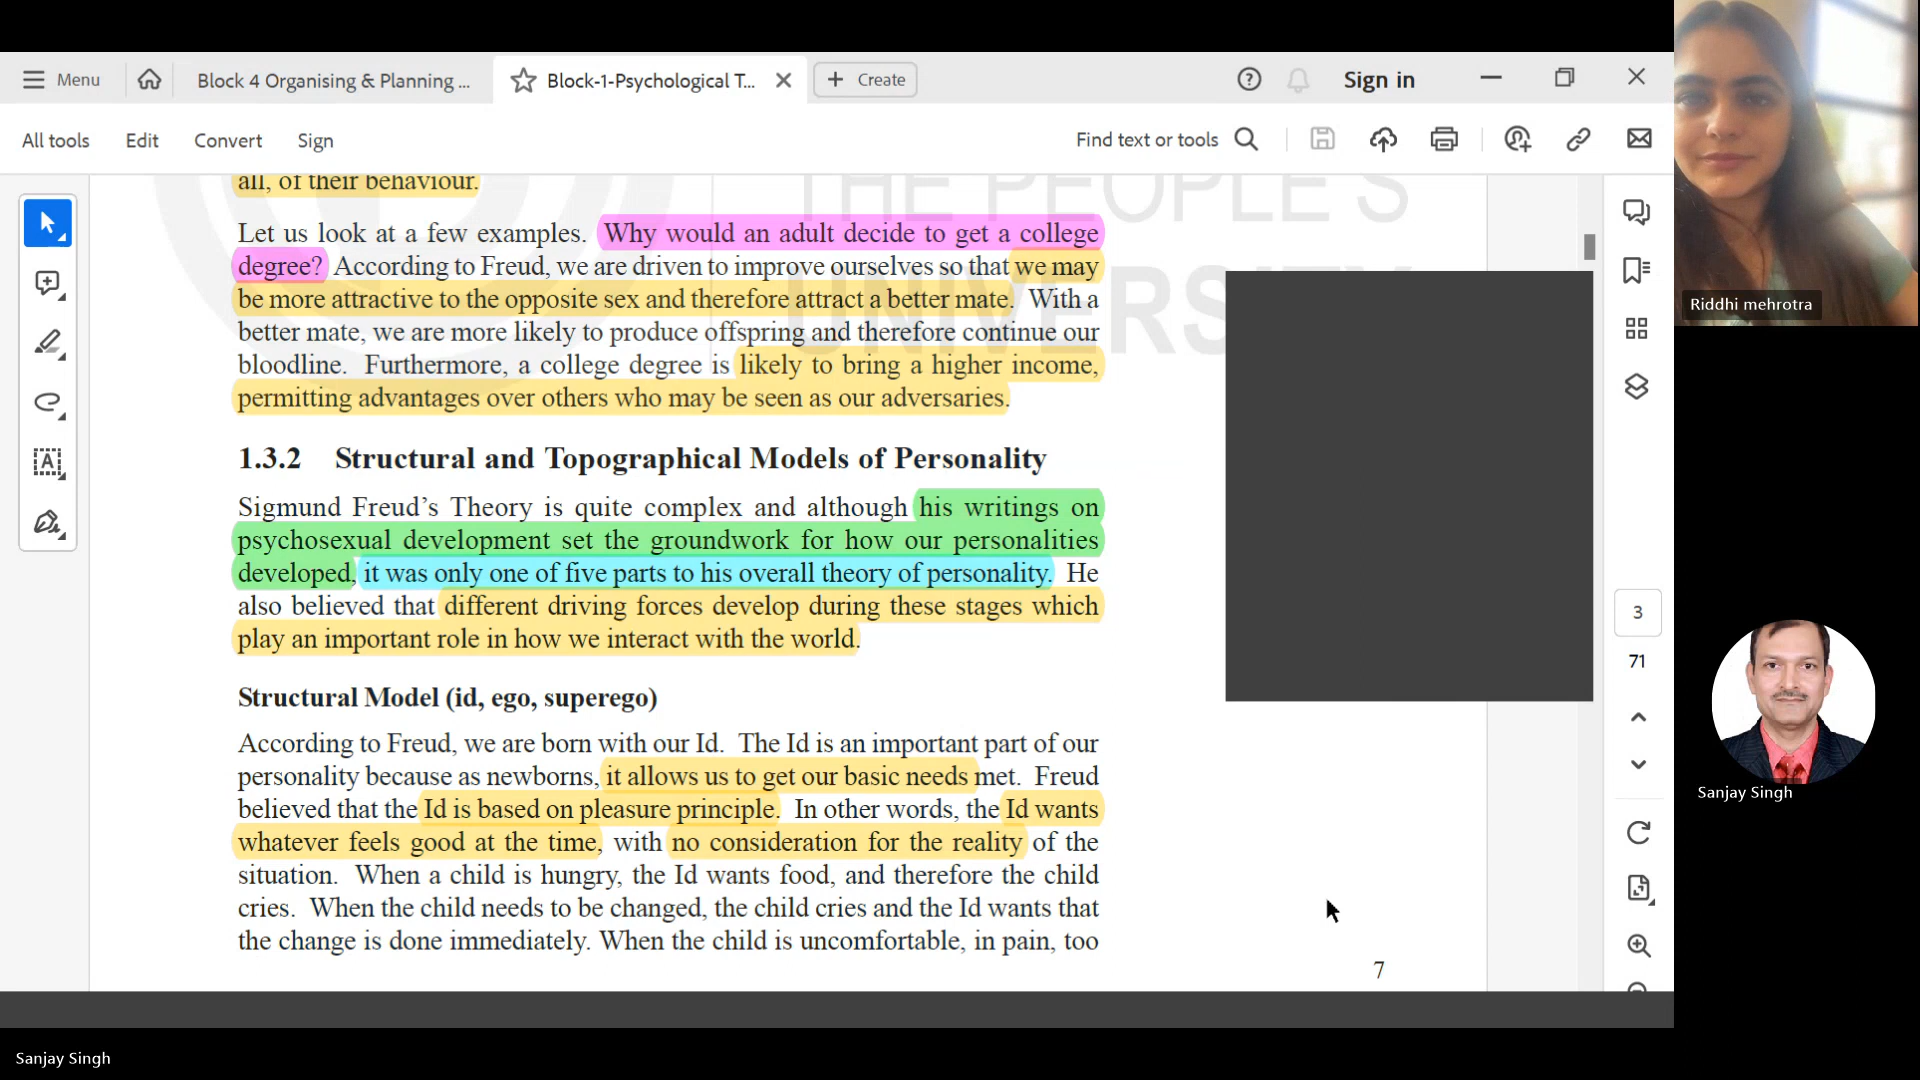 Menu
Block 4 Organising & Planning ...
Block-1-Psychological T...
Create
Sign in
All tools
Edit
Convert
Sign
Find text or tools
THE PEOPLE'S
UNIVERSITY
all, of their behaviour.
Let us look at a few examples. Why would an adult decide to get a college
degree? According to Freud, we are driven to improve ourselves so that we may
be more attractive to the opposite sex and therefore attract a better mate. With a
better mate, we are more likely to produce offspring and therefore continue our
bloodline. Furthermore, a college degree is likely to bring a higher income,
permitting advantages over others who may be seen as our adversaries.
1.3.2 Structural and Topographical Models of Personality
Sigmund Freud's Theory is quite complex and although his writings on
psychosexual development set the groundwork for how our personalities
developed, it was only one of five parts to his overall theory of personality. He
also believed that different driving forces develop during these stages which
play an important role in how we interact with the world.
Structural Model (id, ego, superego)
According to Freud, we are born with our Id. The Id is an important part of our
personality because as newborns, it allows us to get our basic needs met. Freud
believed that the Id is based on pleasure principle. In other words, the Id wants
whatever feels good at the time, with no consideration for the reality of the
situation. When a child is hungry, the Id wants food, and therefore the child
cries. When the child needs to be changed, the child cries and the Id wants that
the change is done immediately. When the child is uncomfortable, in pain, too
7
3
71
Riddhi mehrotra
Sanjay Singh
Sanjay Singh